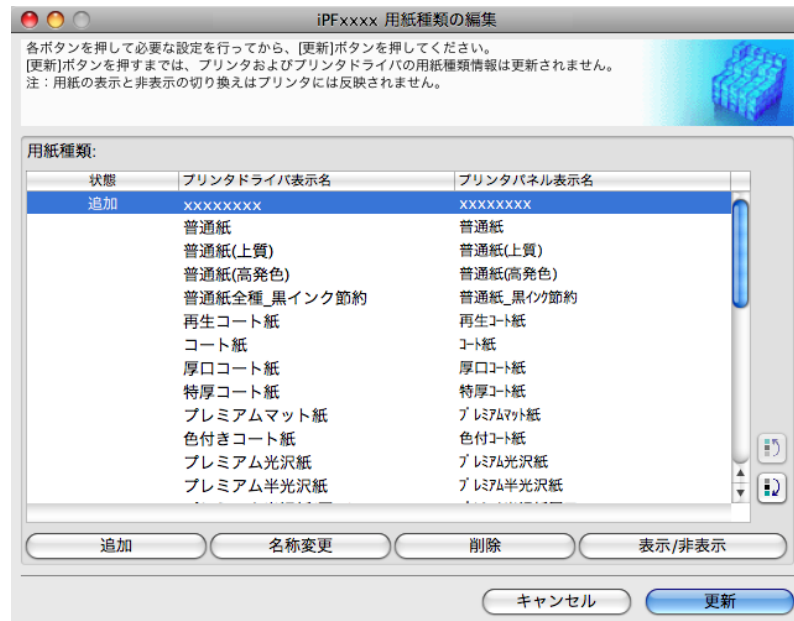 iPFxxxx 用紙種類の編集
各ボタンを押して必要な設定を行ってから、[更新]ボタンを押してください。
[更新]ボタンを押すまでは、プリンタおよびプリンタドライバの用紙種類情報は更新されません。
注：用紙の表示と非表示の切り換えはプリンタには反映されません。
用紙種類:
状態 プリンタドライバ表示名 プリンタパネル表示名
追加 xxxxxxxx xxxxxxxx
普通紙 普通紙
普通紙(上質) 普通紙(上質)
普通紙(高発色) 普通紙(高発色)
普通紙全種_黒インク節約 普通紙_黒ｲﾝｸ節約
再生コート紙 再生ｺｰﾄ紙
コート紙 ｺｰﾄ紙
厚口コート紙 厚口ｺｰﾄ紙
特厚コート紙 特厚ｺｰﾄ紙
プレミアムマット紙 ﾌﾟﾚﾐｱﾑﾏｯﾄ紙
色付きコート紙 色付ｺｰﾄ紙
プレミアム光沢紙 ﾌﾟﾚﾐｱﾑ光沢紙
プレミアム半光沢紙 ﾌﾟﾚﾐｱﾑ半光沢紙
追加 名称変更 削除 表示/非表示
キャンセル 更新